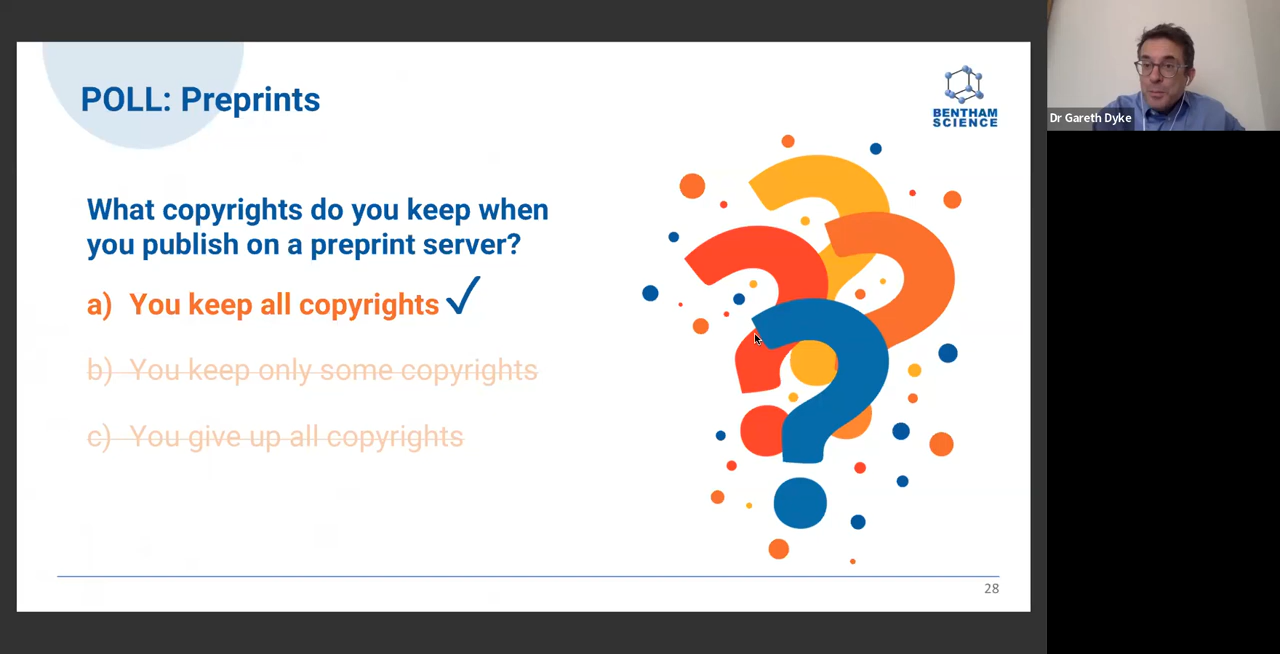 POLL: Preprints
BENTHAM
SCIENCE
Dr Gareth Dyke
What copyrights do you keep when
you publish on a preprint server?
a) You keep all copyrights
b) You keep only some copyrights
c) You give up all copyrights
28